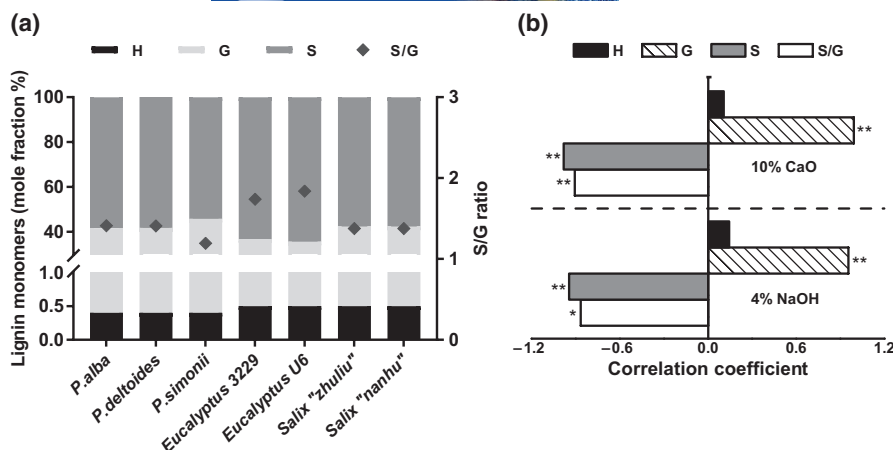 (a)
H G S S/G
Lignin monomers (mole fraction %)
100
80
60
40
1.0
0.5
0.0
3
2
1
0
S/G ratio
P.alba
P.deltoides
P.simonii
Eucalyptus 3229
Eucalyptus U6
Salix "zhuliu"
Salix "nanhu"
(b)
H G S S/G
**
**
10% CaO
**
**
**
4% NaOH
*
−1.2 −0.6 0.0 0.6 1.2
Correlation coefficient